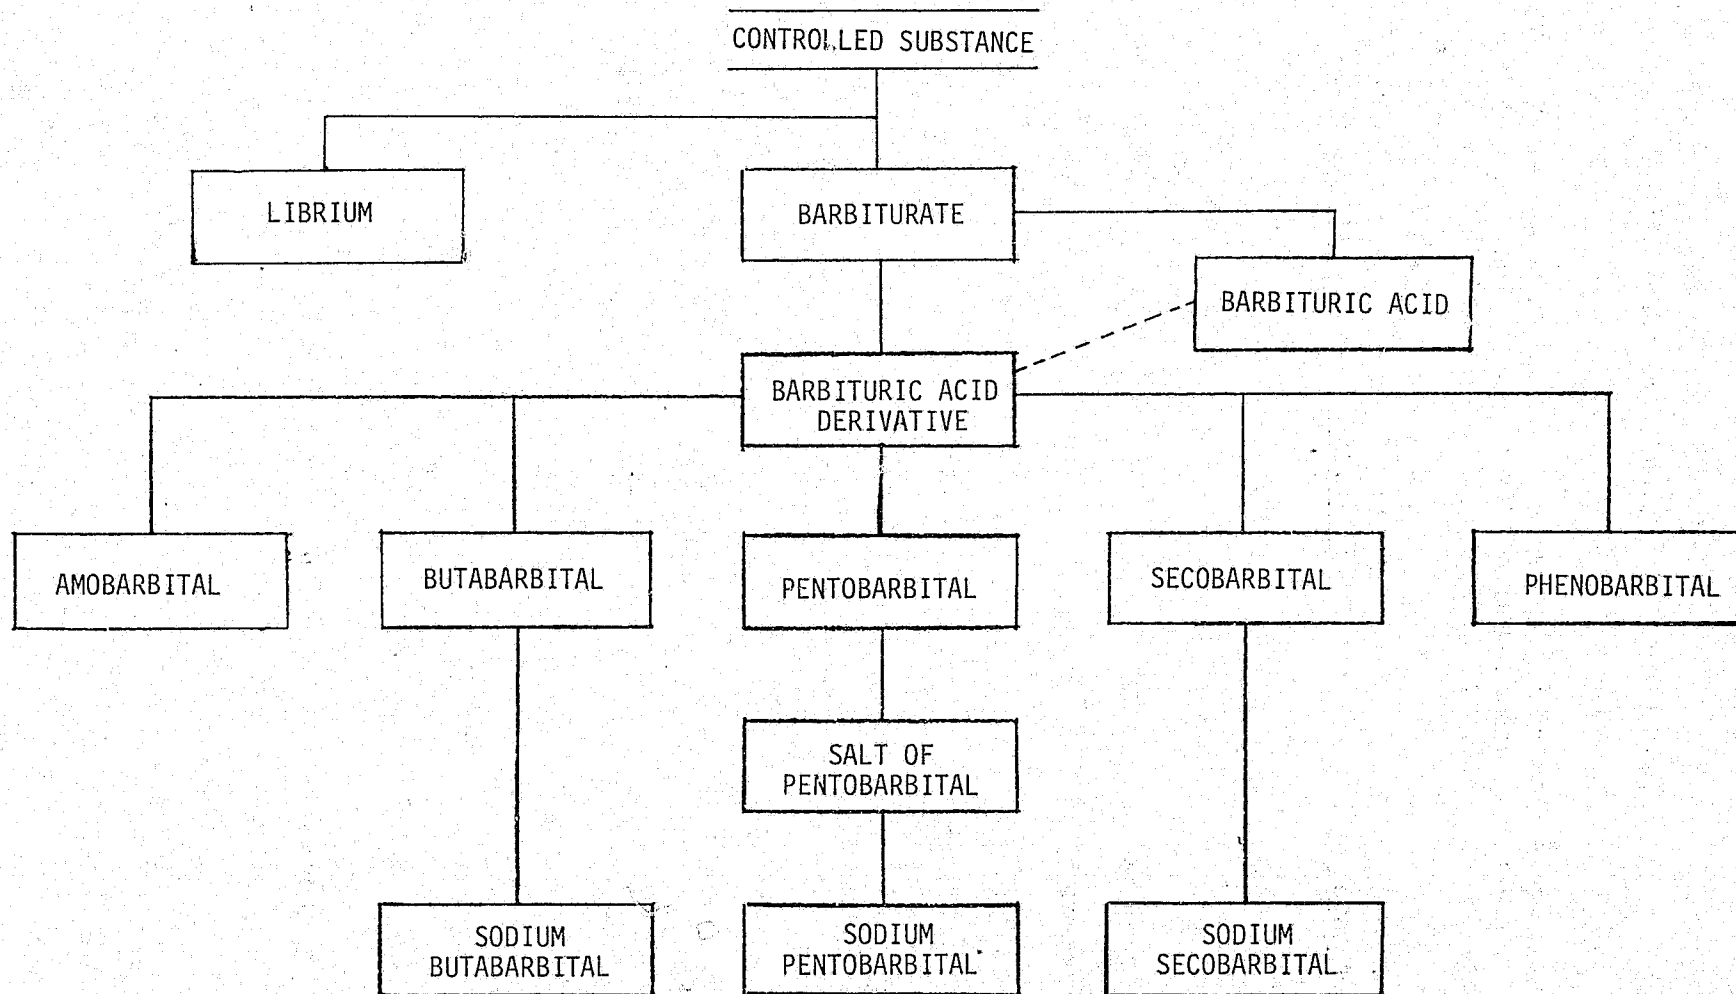 CONTROLLED SUBSTANCE
LIBRIUM
BARBITURATE
BARBITURIC ACID
BARBITURIC ACID
DERIVATIVE
AMOBARBITAL
BUTABARBITAL
PENTOBARBITAL
SECOBARBITAL
PHENOBARBITAL
SALT OF
PENTOBARBITAL
SODIUM
BUTABARBITAL
SODIUM
PENTOBARBITAL
SODIUM
SECOBARBITAL